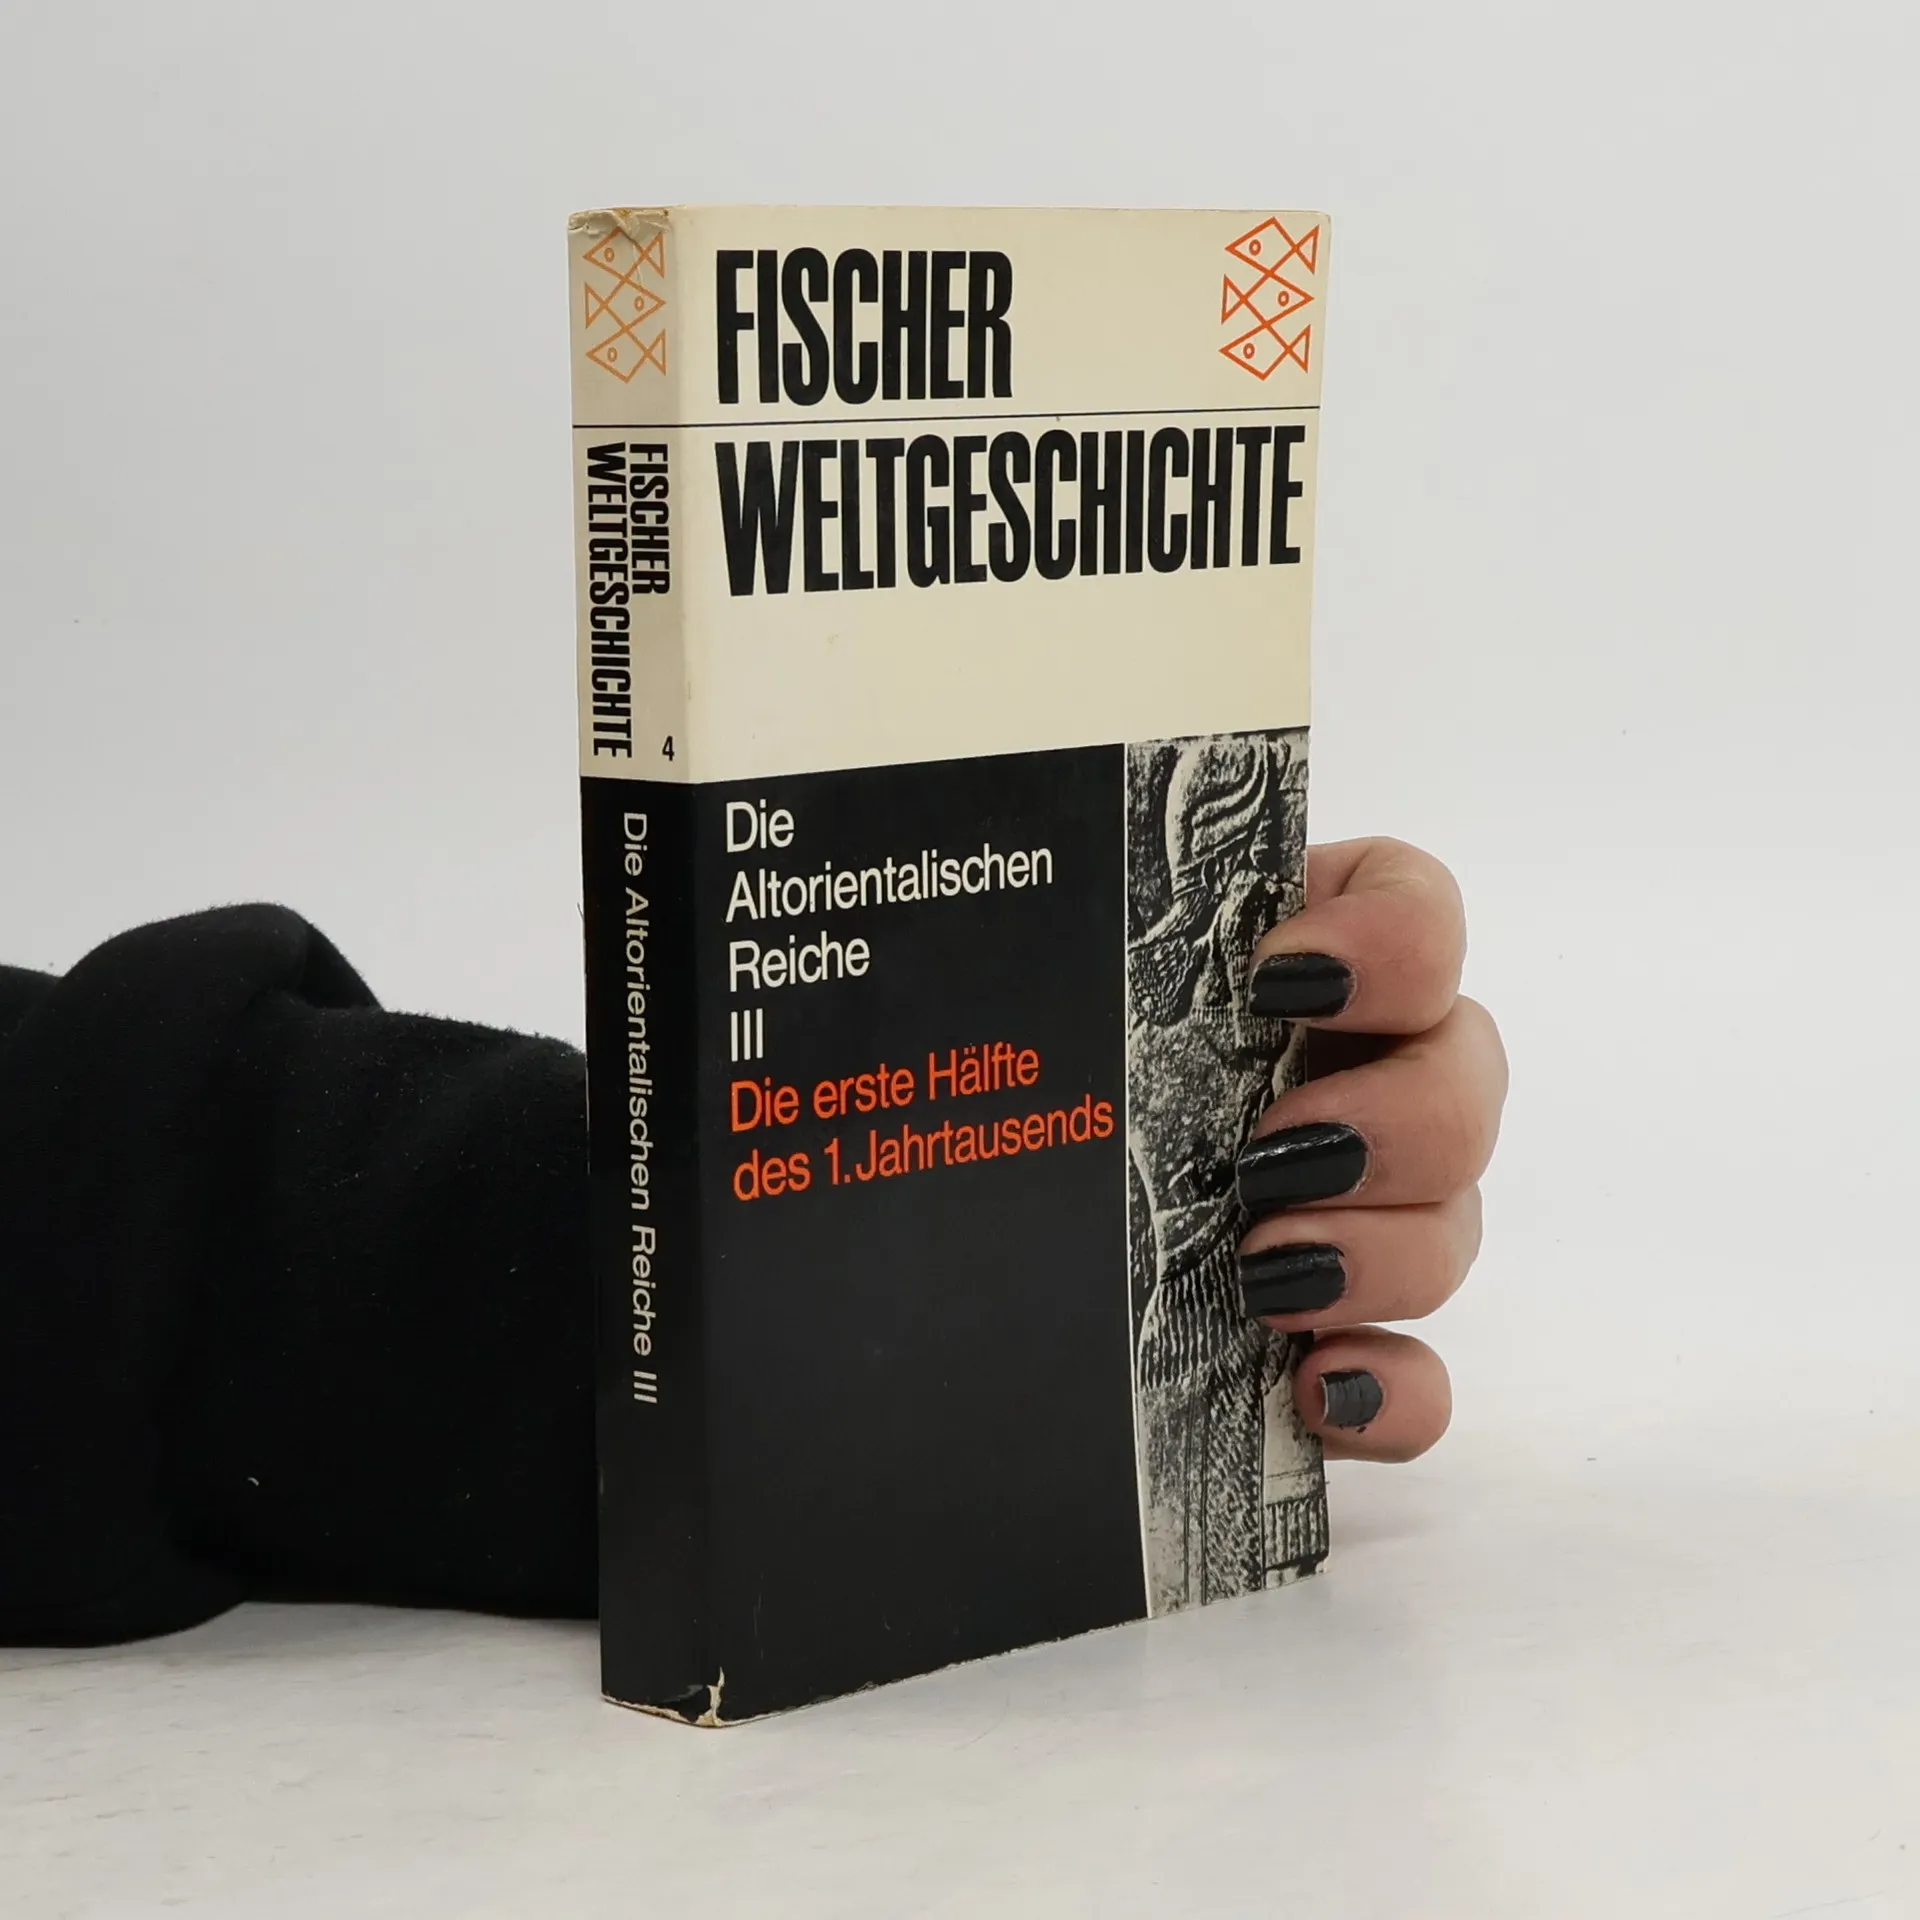 FISCHER
WELTGESCHICHTE
Die
Altorientalischen
Reiche
III
Die erste Hälfte
des 1. Jahrtausends
FISCHER
WELTGESCHICHTE
4
Die Altorientalischen Reiche III